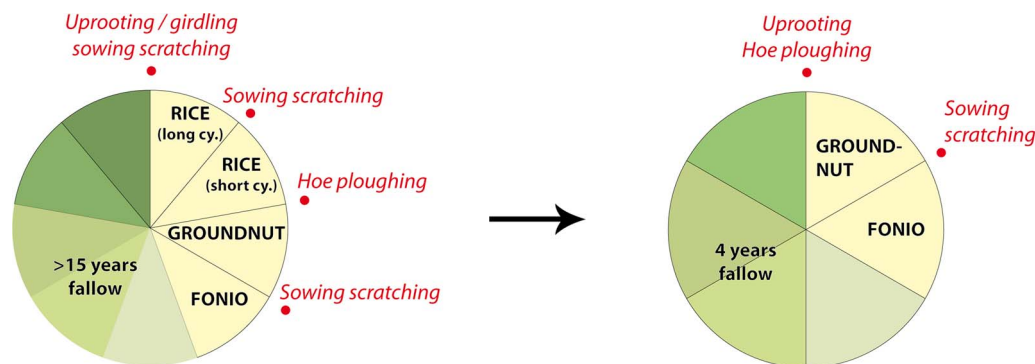 Uprooting / girdling
sowing scratching
Sowing scratching
RICE
(long cy.)
RICE
(short cy.)
Hoe ploughing
GROUNDNUT
>15 years
fallow
FONIO
Sowing scratching
Uprooting
Hoe ploughing
Sowing
scratching
GROUND-
NUT
FONIO
4 years
fallow